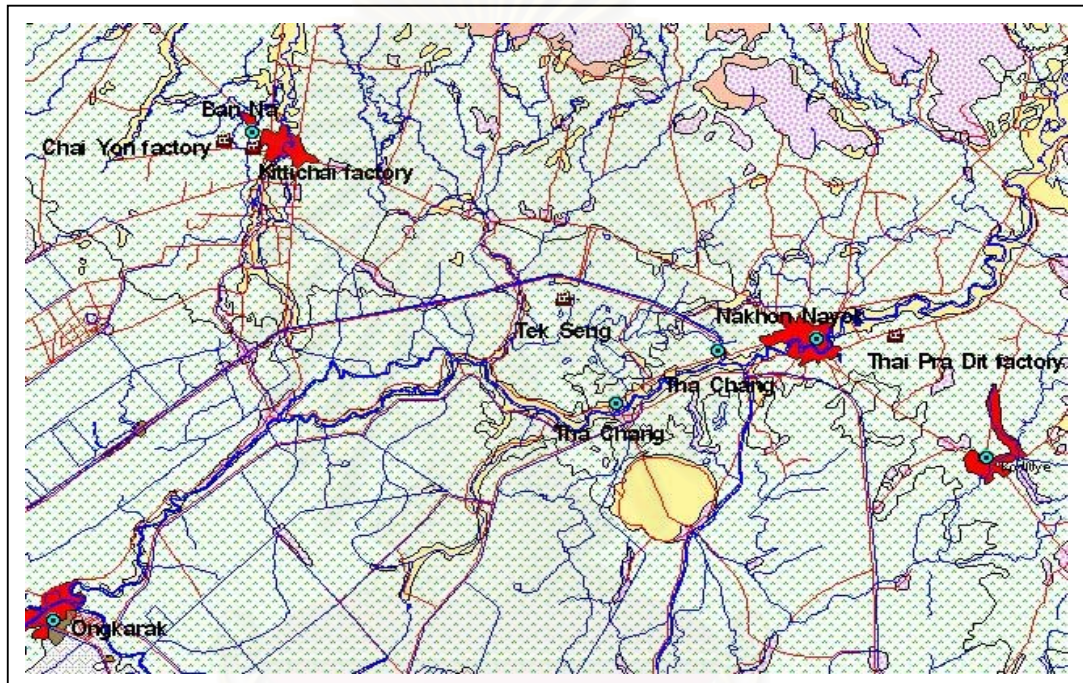 Ban Na
Chai Yon factory
Kittichai factory
Nakhon Nayok
Tek Seng
Thai Pra Dit factory
Tha Chang
Tha Chang
Ongkarak